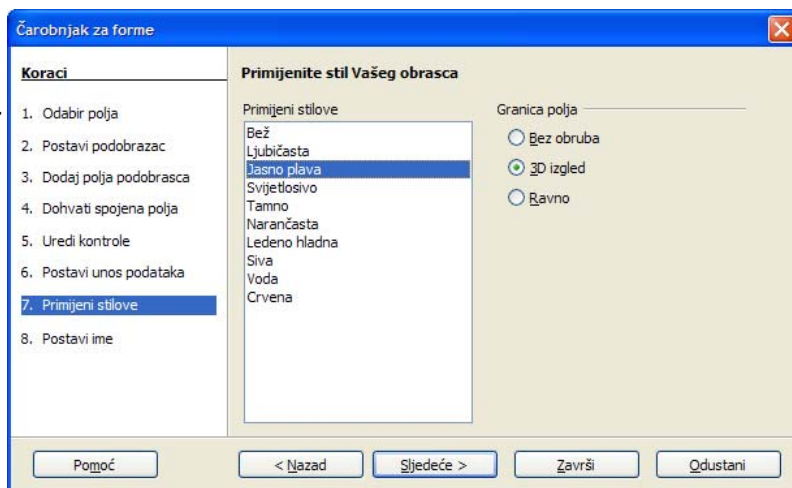 Čarobnjak za forme
Koraci
1. Odabir polja
2. Postavi podobrazac
3. Dodaj polja podobrasca
4. Dohvati spojena polja
5. Uredi kontrole
6. Postavi unos podataka
7. Primijeni stilove
8. Postavi ime
Primijenite stil Vašeg obrasca
Primijeni stilove
Bež
Ljubičasta
Jasno plava
Svijetlosivo
Tamno
Narančasta
Ledeno hladna
Siva
Voda
Crvena
Granica polja
Bez obruba
3D izgled
Ravno
Pomoć
< Nazad
Sljedeće >
Završi
Odustani